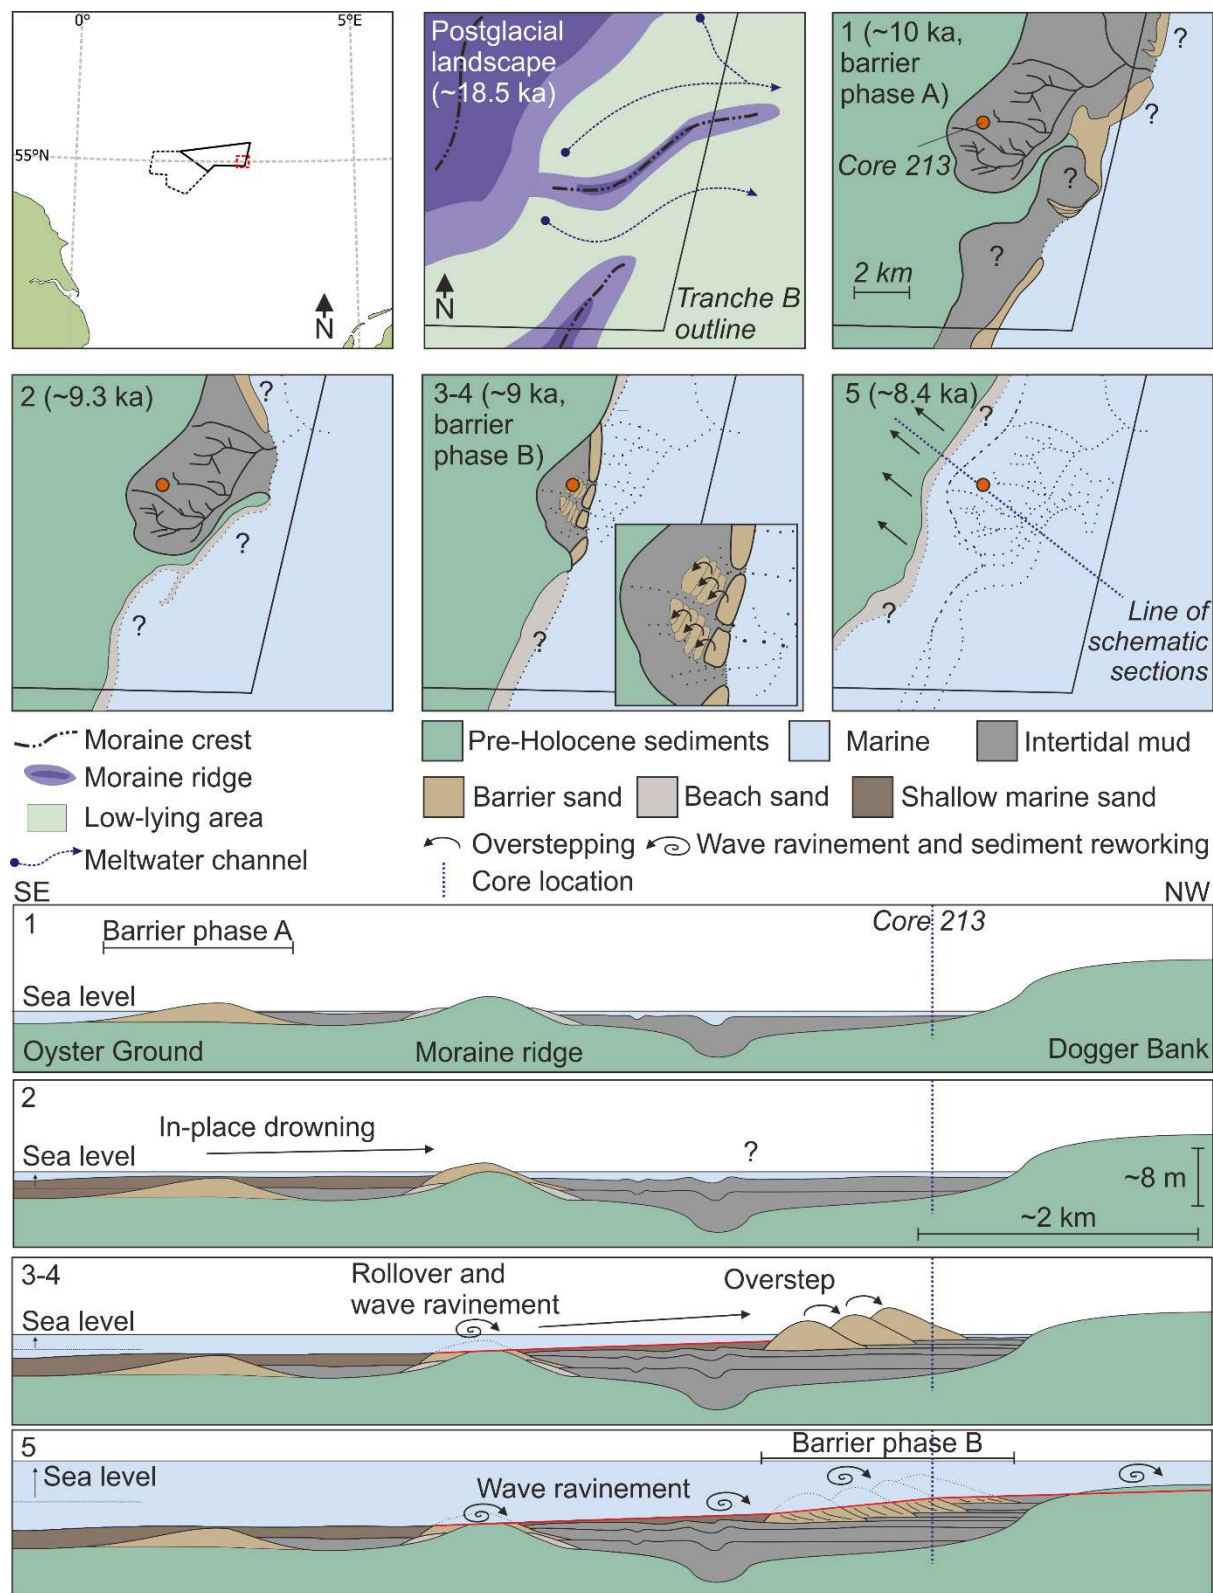 0°
5°E
55°N
N
Postglacial
landscape
(~18.5 ka)
N
Tranche B
outline
1 (~10 ka,
barrier
phase A)
?
?
Core 213
?
?
2 km
2 (~9.3 ka)
?
?
?
3-4 (~9 ka,
barrier
phase B)
?
5 (~8.4 ka)
?
?
Line of
schematic
sections
Moraine crest
Moraine ridge
Low-lying area
Meltwater channel
Pre-Holocene sediments
Marine
Intertidal mud
Barrier sand
Beach sand
Shallow marine sand
Overstepping
Wave ravinement and sediment reworking
Core location
SE
NW
1
Barrier phase A
Core 213
Sea level
Oyster Ground
Moraine ridge
Dogger Bank
2
In-place drowning
?
Sea level
~8 m
~2 km
3-4
Rollover and
wave ravinement
Overstep
Sea level
5
Barrier phase B
Sea level
Wave ravinement